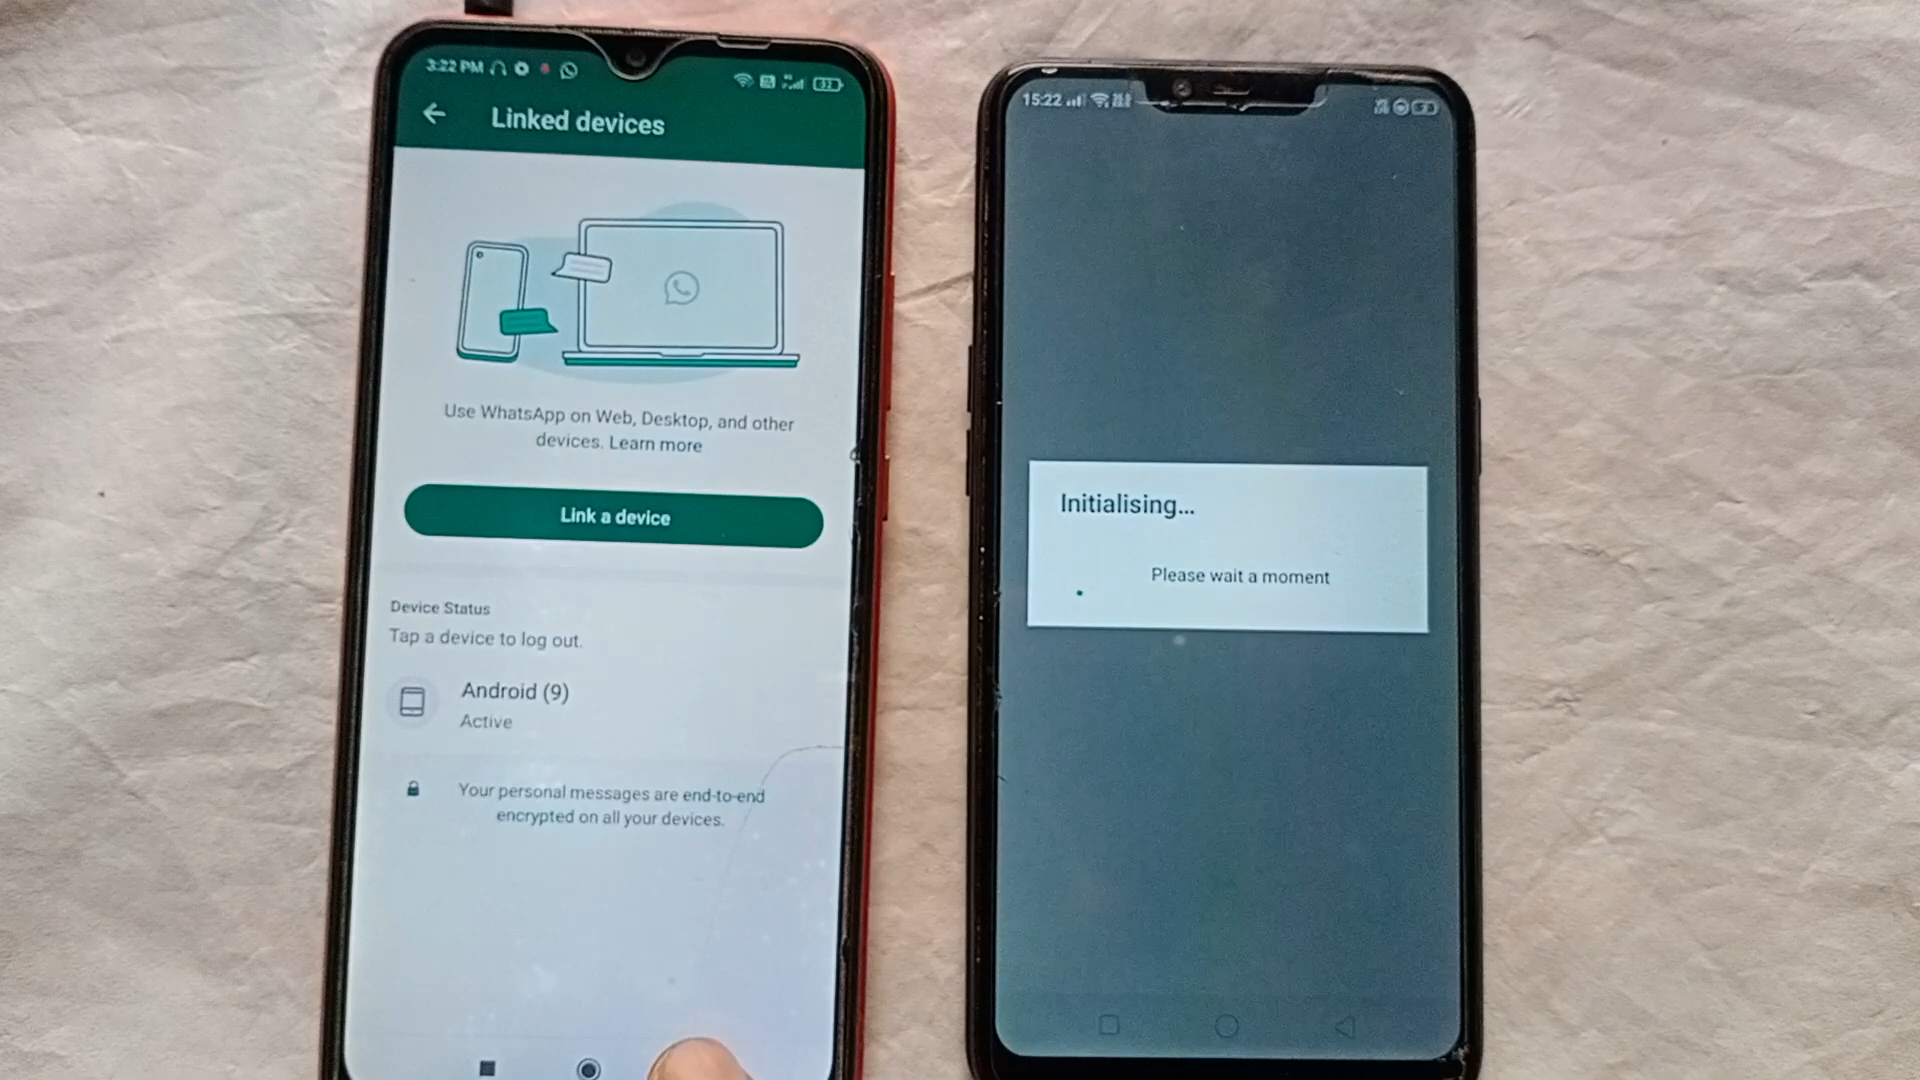 3:22 PM
Linked devices
Use WhatsApp on Web, Desktop, and other
devices. Learn more
Link a device
Device Status
Tap a device to log out.
Android (9)
Active
Your personal messages are end-to-end
encrypted on all your devices.
15:22
Initialising...
Please wait a moment